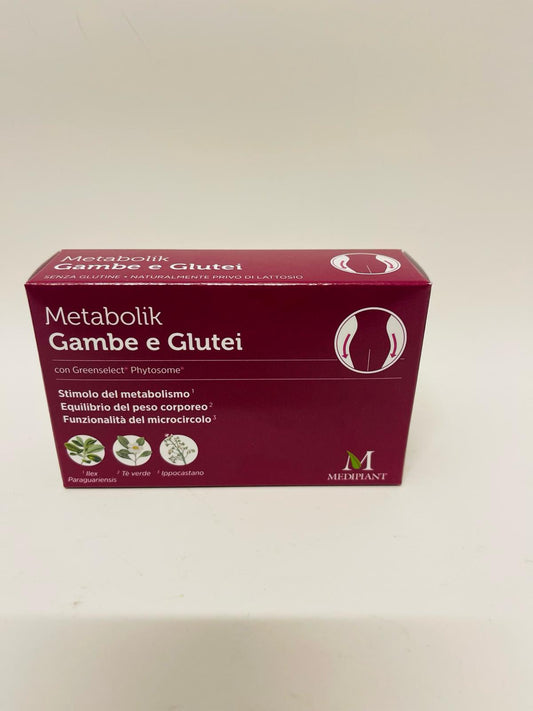 Metabolik
Gambe e Glutei
SENZA GLUTINE • NATURALMENTE PRIVO DI LATTOSIO
Metabolik
Gambe e Glutei
con Greenselect® Phytosome®
Stimolo del metabolismo¹
Equilibrio del peso corporeo²
Funzionalità del microcircolo³
¹ Ilex
Paraguariensis
² Tè verde
³ Ippocastano
M
MEDIPLANT